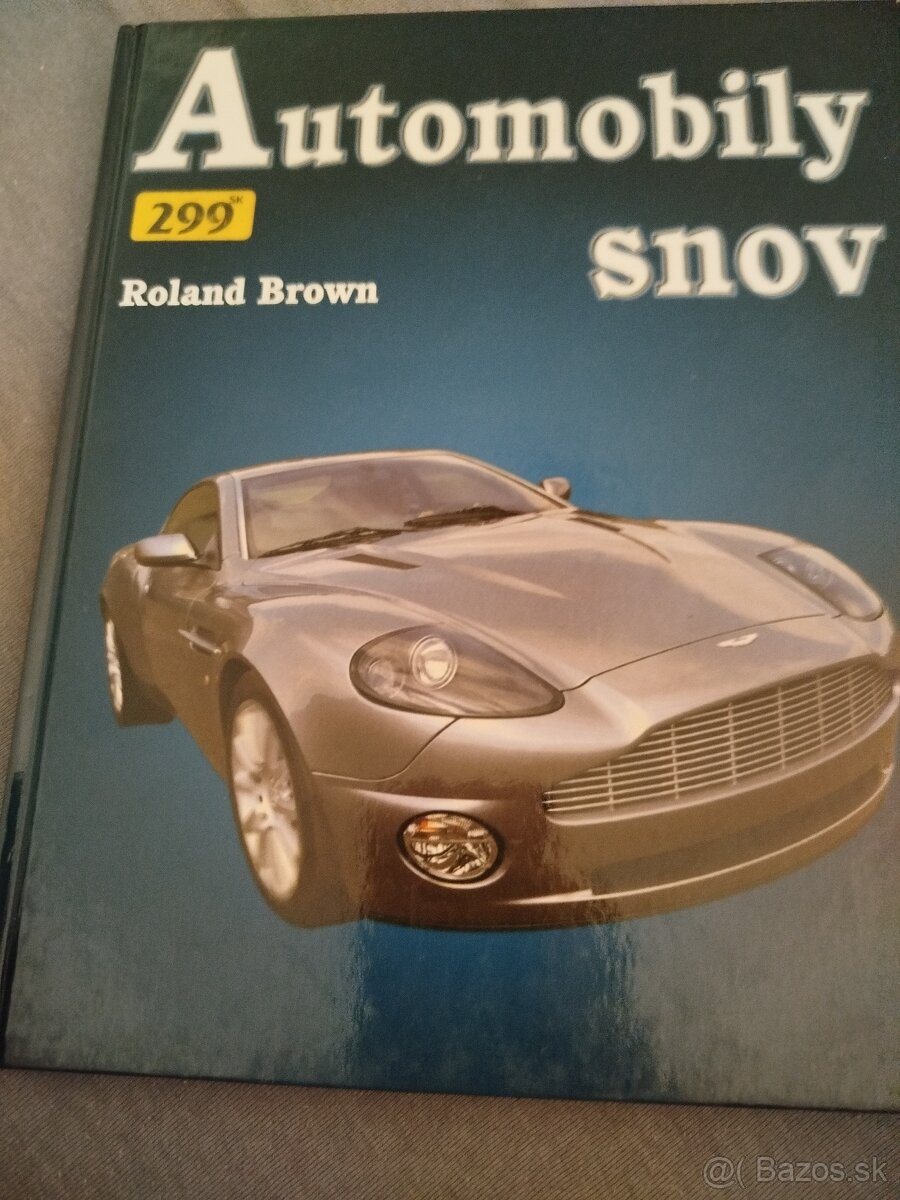 Automobily
snov
299 SK
Roland Brown
@( Bazos.sk